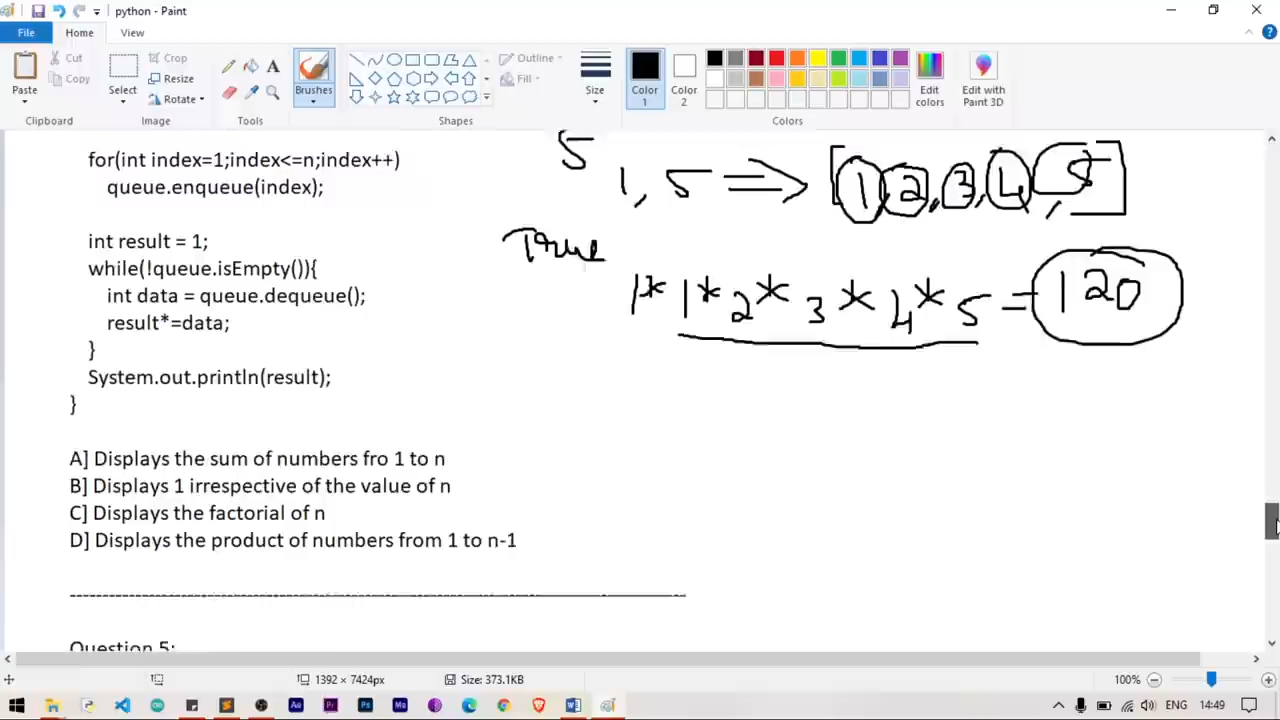 python - Paint
File Home View
Paste
Cut
Copy
Clipboard
Select
Crop
Resize
Rotate
Image
Tools
Brushes
Shapes
Outline
Fill
Size
Color 1
Color 2
Colors
Edit colors
Edit with Paint 3D
for(int index=1;index<=n;index++)
queue.enqueue(index);
int result = 1;
while(!queue.isEmpty()){
int data = queue.dequeue();
result*=data;
}
System.out.println(result);
}
A] Displays the sum of numbers fro 1 to n
B] Displays 1 irrespective of the value of n
C] Displays the factorial of n
D] Displays the product of numbers from 1 to n-1
Question 5:
5
1, 5 => [1 2, 3, 4, 5]
True
1* 1* 2* 3 * 4* 5 = 120
1392 × 7424px
Size: 373.1KB
100%
Ae Pr Ps Me
14:49